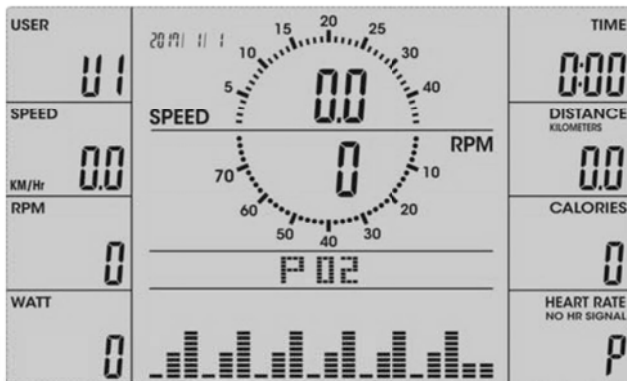 USER
U1
SPEED
KM/Hr 0.0
RPM
0
WATT
0
2017/ 1/ 1
5 10 15 20 25 30 40
0.0
SPEED
RPM
0
70 60 50 40 30 20 10
P 02
TIME
0:00
DISTANCE
KILOMETERS
0.0
CALORIES
0
HEART RATE
NO HR SIGNAL
P